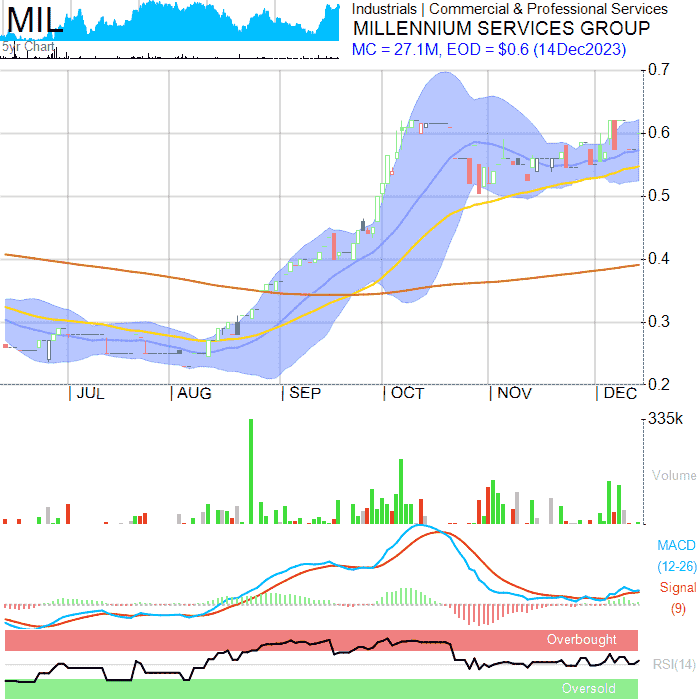 MIL
5yr Chart
Industrials | Commercial & Professional Services
MILLENNIUM SERVICES GROUP
MC = 27.1M, EOD = $0.6 (14Dec2023)
0.7
0.6
0.5
0.4
0.3
0.2
JUL AUG SEP OCT NOV DEC
335k
Volume
MACD
(12-26)
Signal
(9)
Overbought
RSI(14)
Oversold